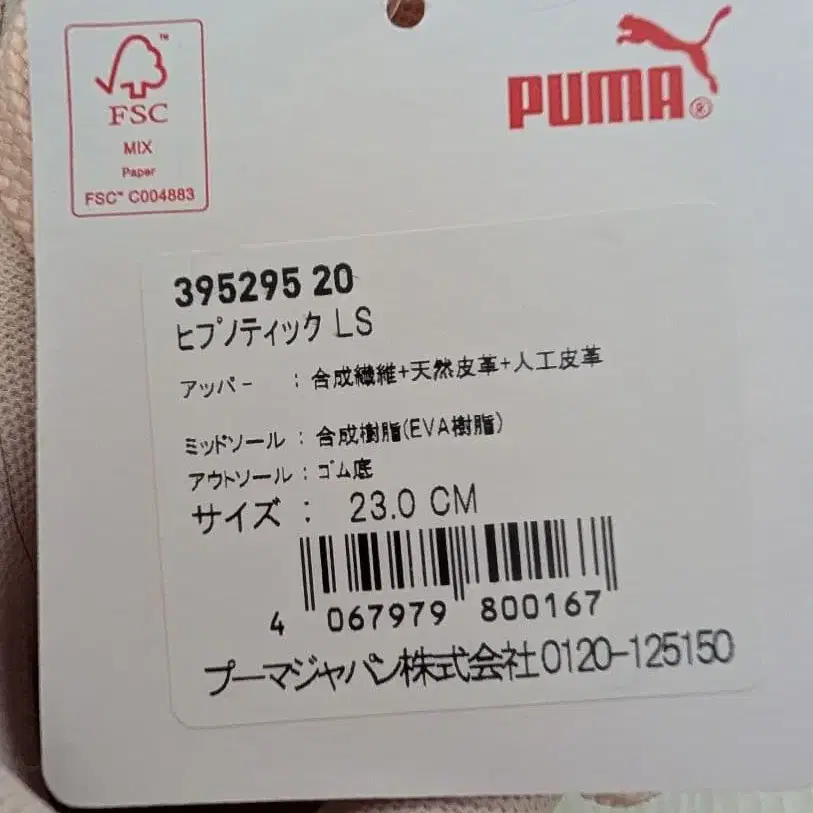 FSC
MIX
Paper
FSC™ C004883
PUMA®
395295 20
ヒプノティック LS
アッパー : 合成繊維+天然皮革+人工皮革
ミッドソール : 合成樹脂(EVA樹脂)
アウトソール : ゴム底
サイズ : 23.0 CM
4 067979 800167
プーマジャパン株式会社0120-125150